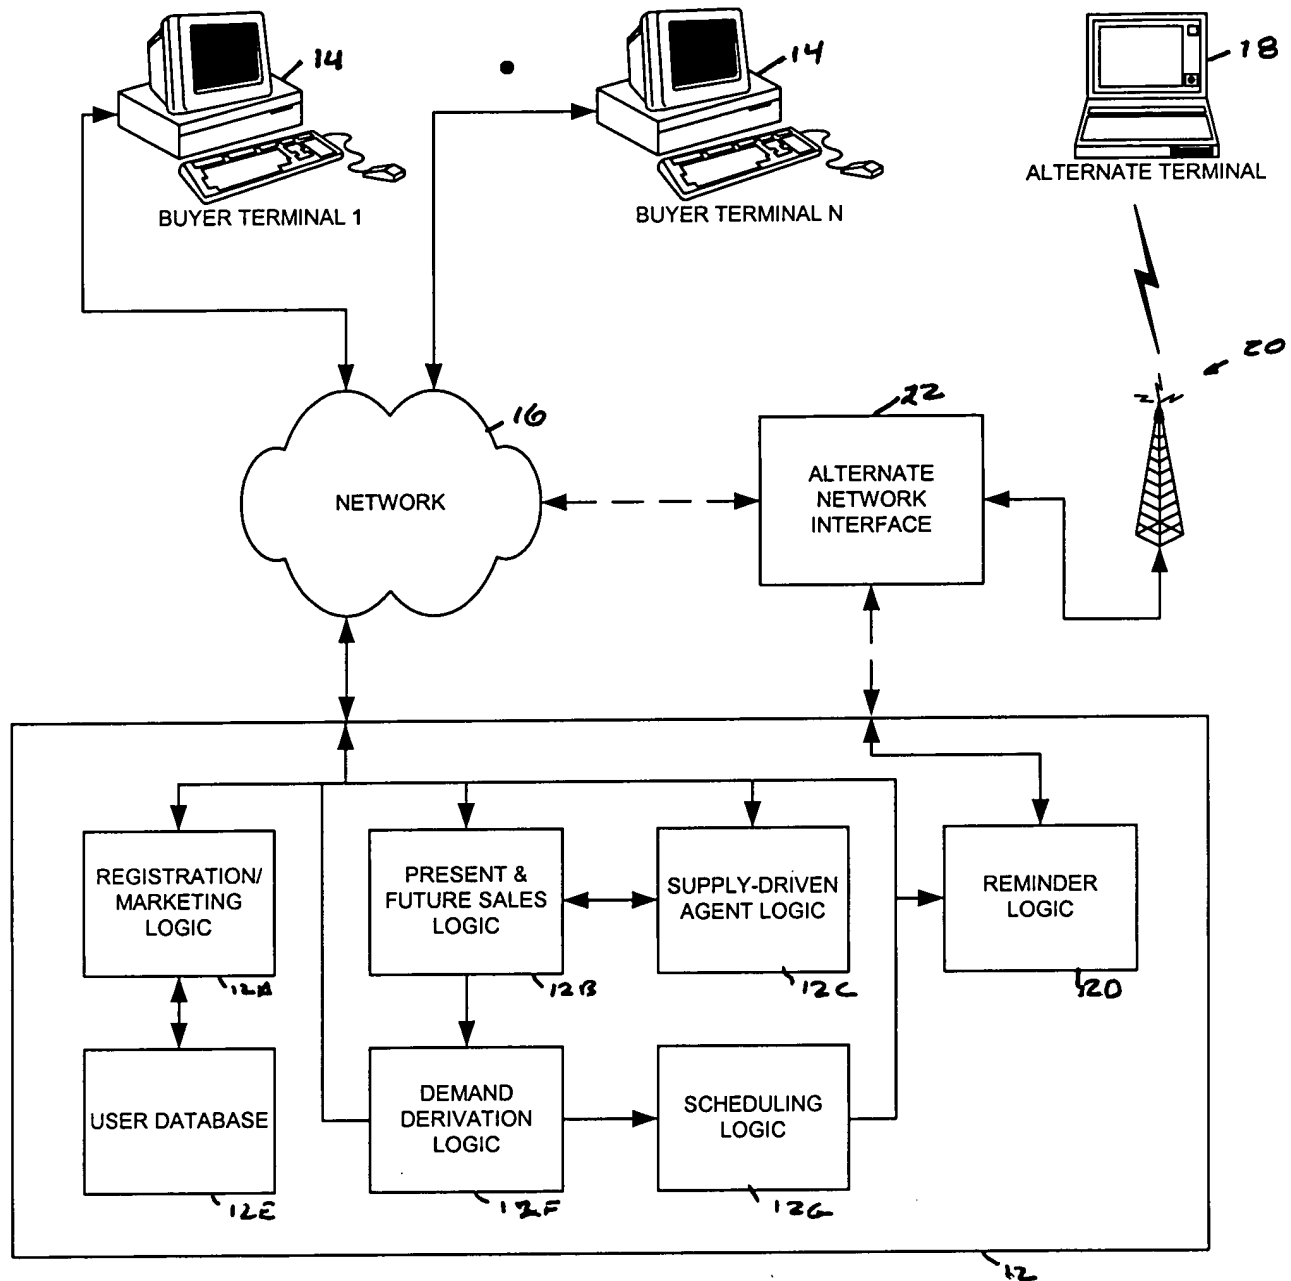 14
14
18
BUYER TERMINAL 1
BUYER TERMINAL N
ALTERNATE TERMINAL
20
22
16
NETWORK
ALTERNATE
NETWORK
INTERFACE
REGISTRATION/
MARKETING
LOGIC
PRESENT &
FUTURE SALES
LOGIC
SUPPLY-DRIVEN
AGENT LOGIC
REMINDER
LOGIC
12A
12B
12C
12D
USER DATABASE
DEMAND
DERIVATION
LOGIC
SCHEDULING
LOGIC
12E
12F
12G
12